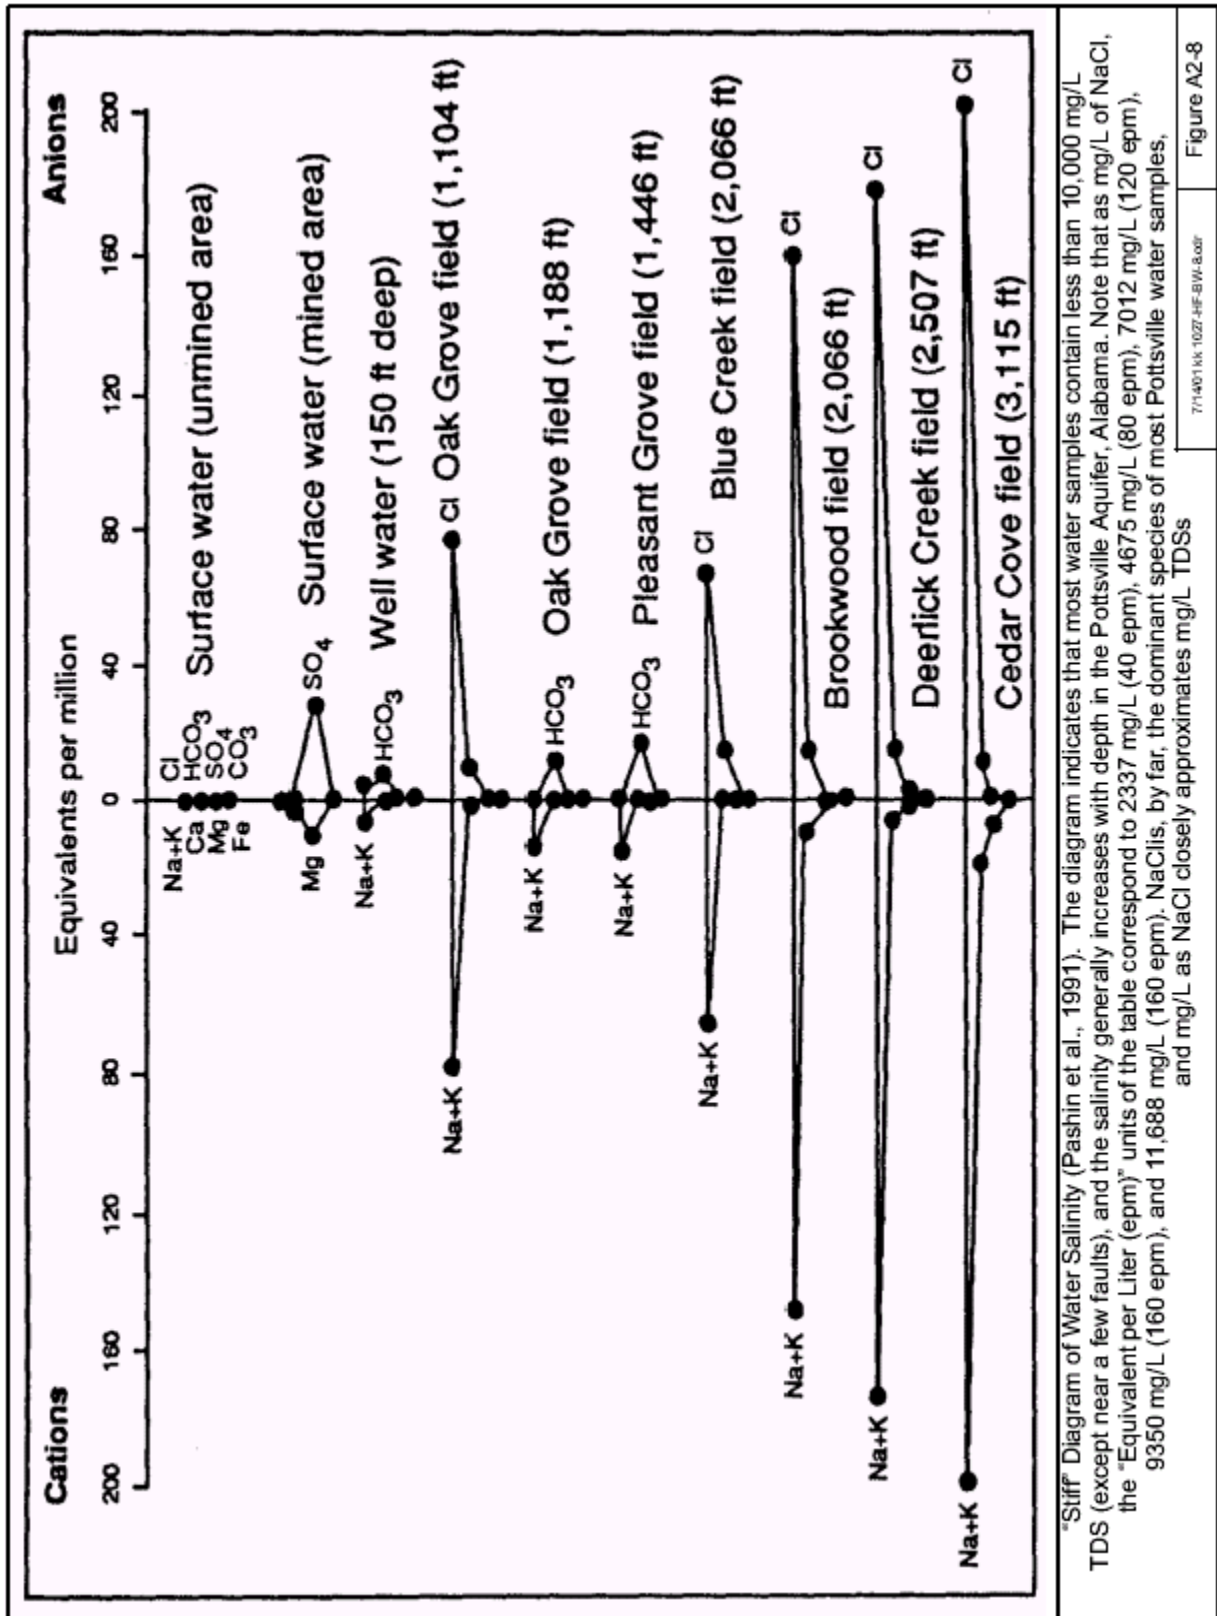 Cations
Anions
Equivalents per million
200 160 120 80 40 0 40 80 120 160 200
Na+K Cl
Ca HCO3
Mg SO4
Fe CO3
Surface water (unmined area)
Mg SO4 Surface water (mined area)
Na+K HCO3 Well water (150 ft deep)
Na+K Cl Oak Grove field (1,104 ft)
Na+K HCO3 Oak Grove field (1,188 ft)
Na+K HCO3 Pleasant Grove field (1,446 ft)
Na+K Cl Blue Creek field (2,066 ft)
Na+K Cl
Brookwood field (2,066 ft)
Na+K Cl
Deerlick Creek field (2,507 ft)
Na+K Cl
Cedar Cove field (3,115 ft)
"Stiff" Diagram of Water Salinity (Pashin et al., 1991). The diagram indicates that most water samples contain less than 10,000 mg/L
TDS (except near a few faults), and the salinity generally increases with depth in the Pottsville Aquifer, Alabama. Note that as mg/L of NaCl,
the "Equivalent per Liter (epm)" units of the table correspond to 2337 mg/L (40 epm), 4675 mg/L (80 epm), 7012 mg/L (120 epm),
9350 mg/L (160 epm), and 11,688 mg/L (160 epm). NaClis, by far, the dominant species of most Pottsville water samples,
and mg/L as NaCl closely approximates mg/L TDSs
Figure A2-8